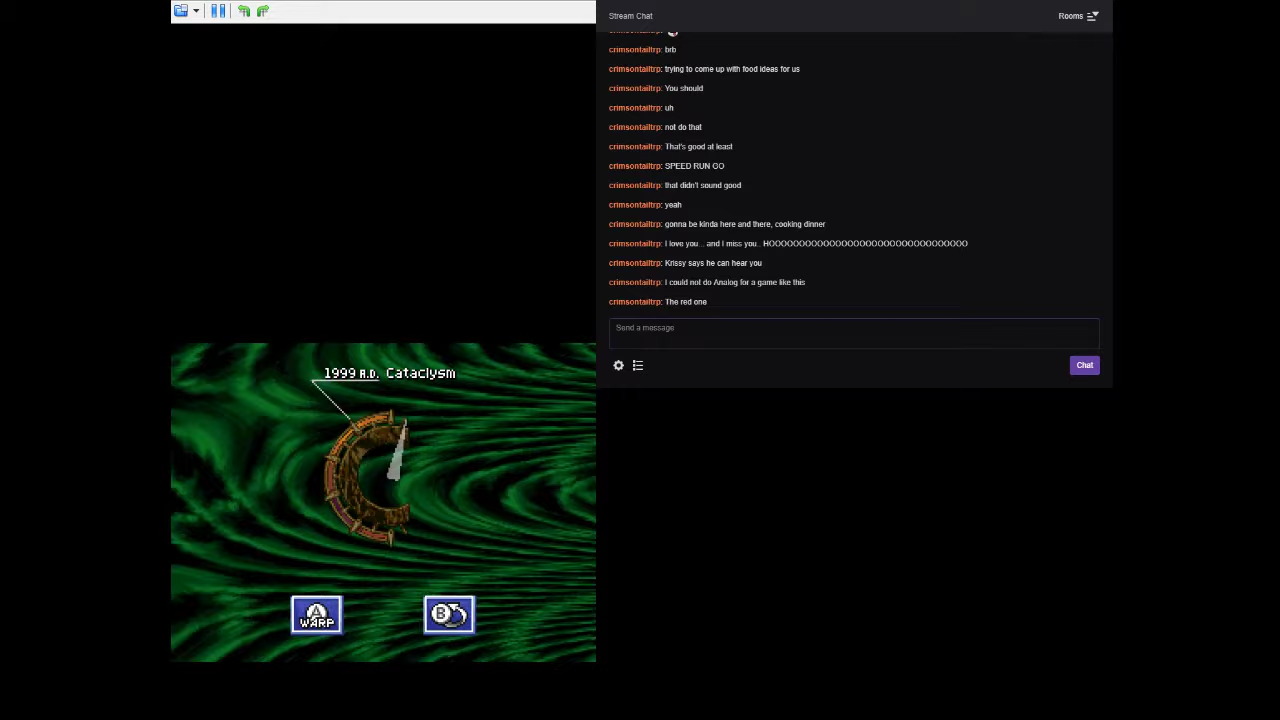 Stream Chat
Rooms
crimsontailtrp: brb
crimsontailtrp: trying to come up with food ideas for us
crimsontailtrp: You should
crimsontailtrp: uh
crimsontailtrp: not do that
crimsontailtrp: That's good at least
crimsontailtrp: SPEED RUN GO
crimsontailtrp: that didn't sound good
crimsontailtrp: yeah
crimsontailtrp: gonna be kinda here and there, cooking dinner
crimsontailtrp: I love you... and I miss you.. HOOOOOOOOOOOOOOOOOOOOOOOOOOOOOOOOOO
crimsontailtrp: Krissy says he can hear you
crimsontailtrp: I could not do Analog for a game like this
crimsontailtrp: The red one
Send a message
Chat
1999 A.D. Cataclysm
A
WARP
B